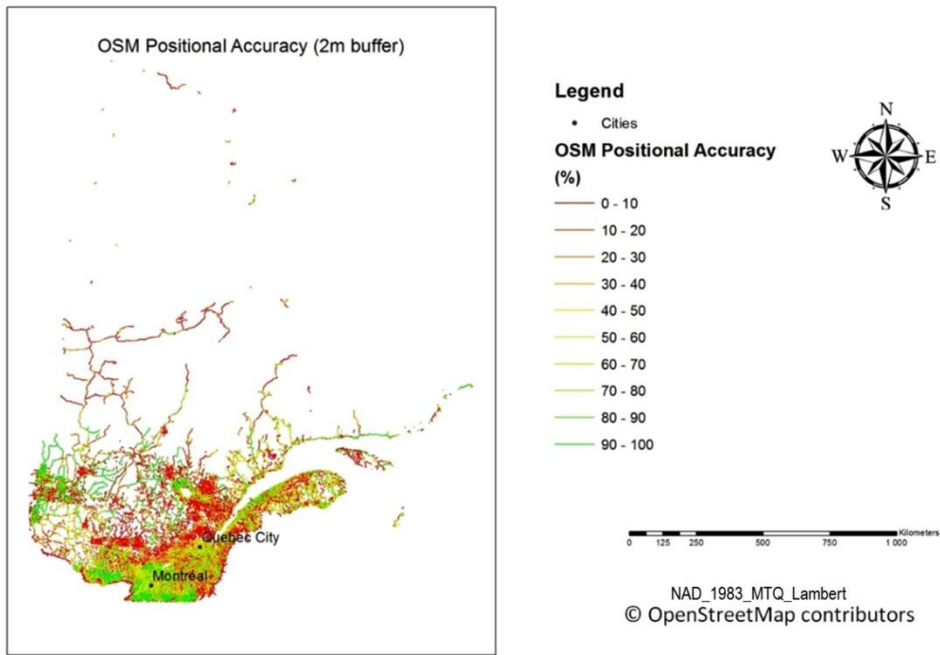 OSM Positional Accuracy (2m buffer)
Quebec City
Montréal
Legend
Cities
OSM Positional Accuracy
(%)
0 - 10
10 - 20
20 - 30
30 - 40
40 - 50
50 - 60
60 - 70
70 - 80
80 - 90
90 - 100
N
W E
S
Kilometers
0 125 250 500 750 1 000
NAD_1983_MTQ_Lambert
© OpenStreetMap contributors